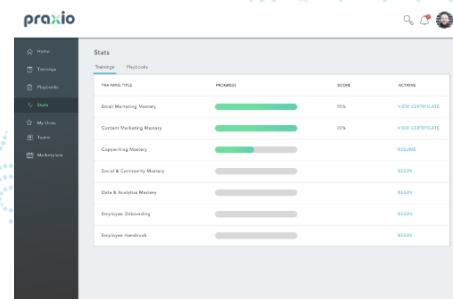 praxio
Home
Stats
Trainings
Trainings Playbooks
Playbooks
TRAINING TITLE PROGRESS SCORE ACTIONS
Stats
Email Marketing Mastery VIEW CERTIFICATE
My Drive
Content Marketing Mastery VIEW CERTIFICATE
Teams
Copywriting Mastery RESUME
Marketplace
Social & Community Mastery BEGIN
Data & Analytics Mastery BEGIN
Employee Onboarding BEGIN
Employee Handbook BEGIN